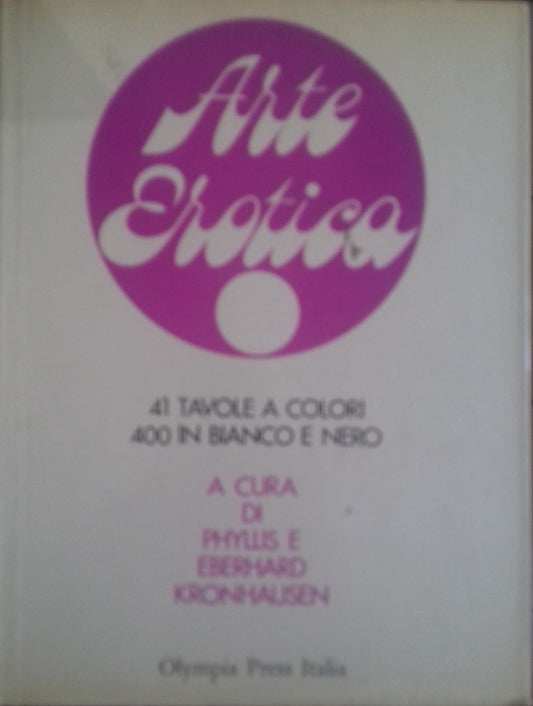 Arte
Erotica
41 TAVOLE A COLORI
400 IN BIANCO E NERO
A CURA
DI
PHYLLIS E
EBERHARD
KRONHAUSEN
Olympia Press Italia